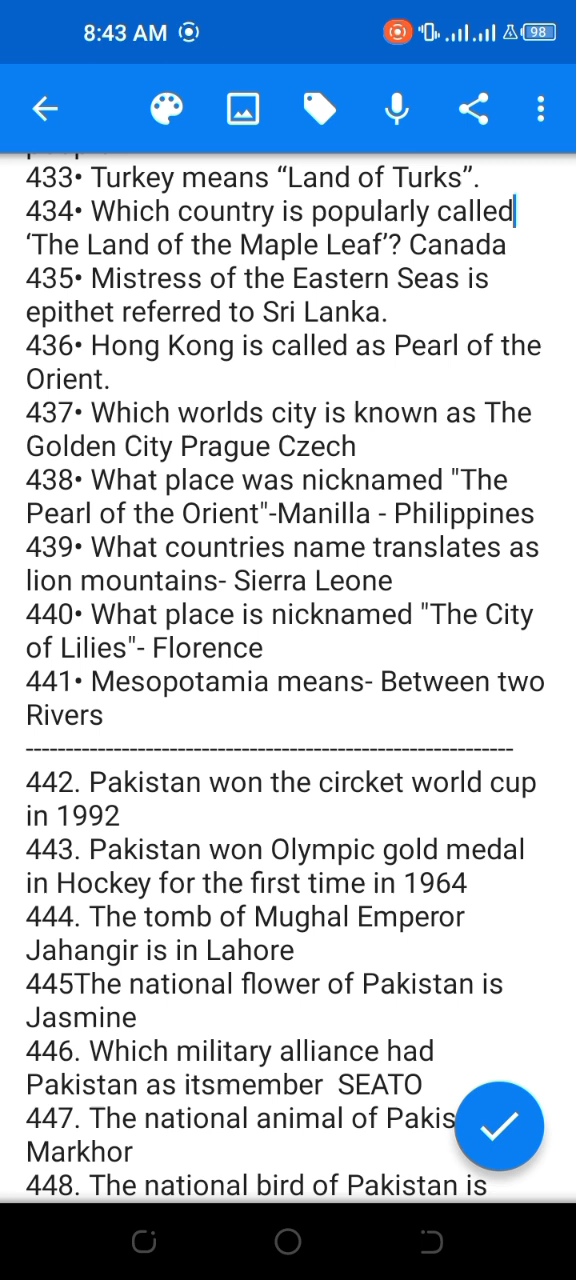 8:43 AM
98
433• Turkey means “Land of Turks”.
434• Which country is popularly called
‘The Land of the Maple Leaf’? Canada
435• Mistress of the Eastern Seas is
epithet referred to Sri Lanka.
436• Hong Kong is called as Pearl of the
Orient.
437• Which worlds city is known as The
Golden City Prague Czech
438• What place was nicknamed "The
Pearl of the Orient"-Manilla - Philippines
439• What countries name translates as
lion mountains- Sierra Leone
440• What place is nicknamed "The City
of Lilies"- Florence
441• Mesopotamia means- Between two
Rivers
-------------------------------------------------------------
442. Pakistan won the circket world cup
in 1992
443. Pakistan won Olympic gold medal
in Hockey for the first time in 1964
444. The tomb of Mughal Emperor
Jahangir is in Lahore
445The national flower of Pakistan is
Jasmine
446. Which military alliance had
Pakistan as itsmember  SEATO
447. The national animal of Pakis
Markhor
448. The national bird of Pakistan is